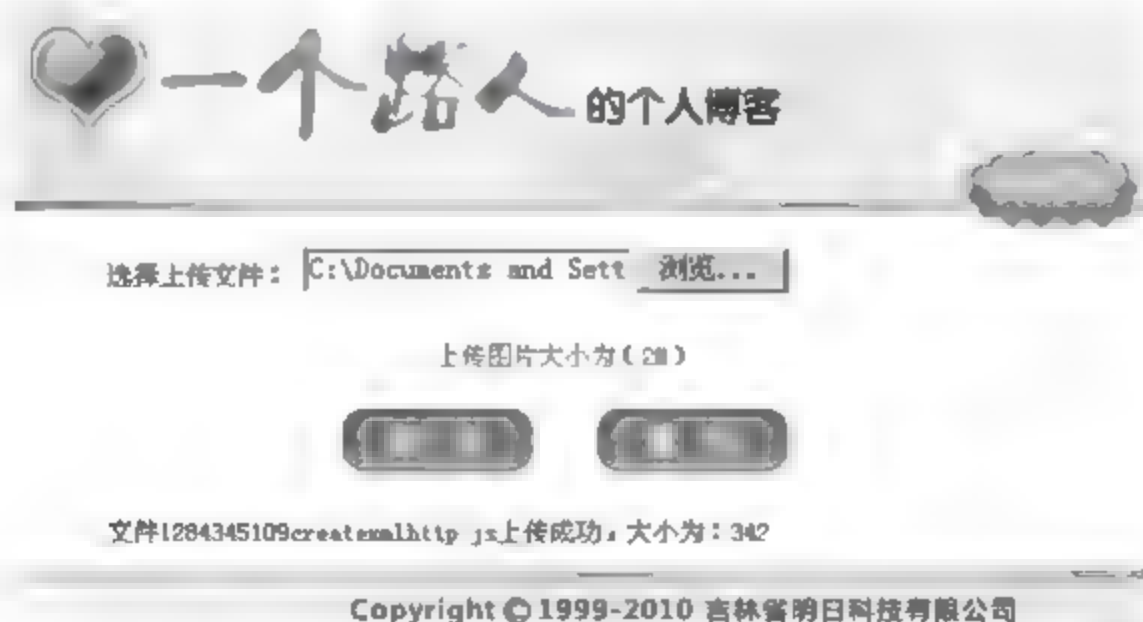 一个路人 的个人博客
选择上传文件： C:\Documents and Sett 浏览...
上传图片大小为(2M)
文件1284345109createxmlhttp js上传成功，大小为：342
Copyright © 1999-2010 吉林省明日科技有限公司